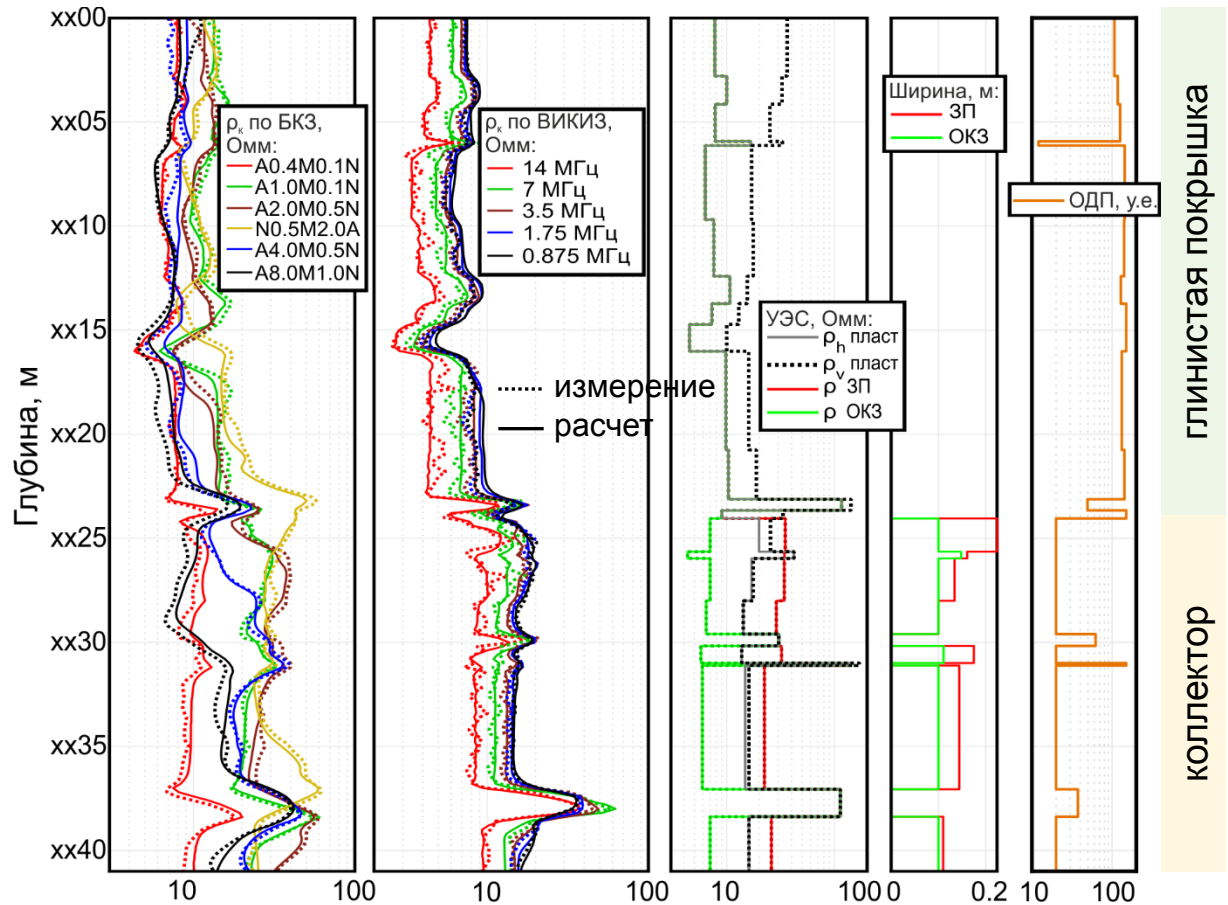 xx00
xx05
xx10
xx15
xx20
xx25
xx30
xx35
xx40
Глубина, м
ρк по БКЗ,
Омм:
A0.4M0.1N
A1.0M0.1N
A2.0M0.5N
N0.5M2.0A
A4.0M0.5N
A8.0M1.0N
10
100
ρк по ВИКИЗ,
Омм:
14 МГц
7 МГц
3.5 МГц
1.75 МГц
0.875 МГц
измерение
расчет
10
100
УЭС, Омм:
ρh пласт
ρv пласт
ρ ЗП
ρ ОКЗ
10
100
Ширина, м:
ЗП
ОКЗ
0
0.2
ОДП, у.е.
10
100
глинистая покрышка
коллектор